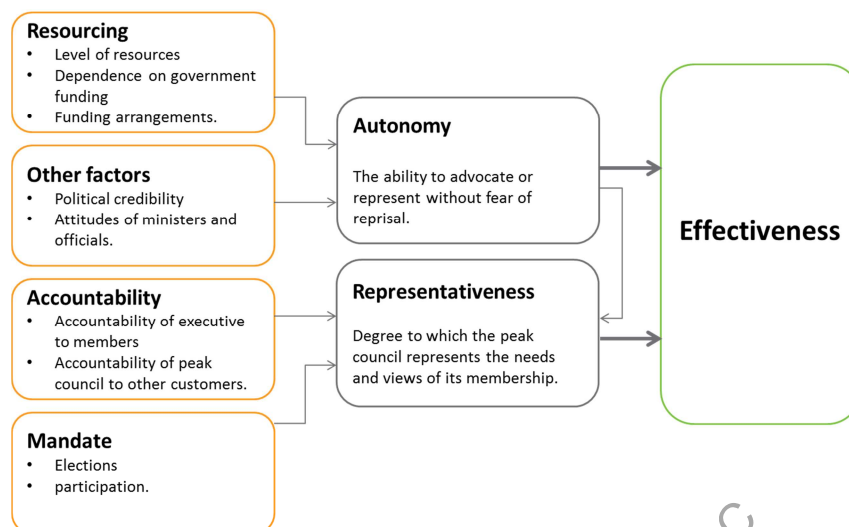 Resourcing
• Level of resources
• Dependence on government
funding
• Funding arrangements.
Other factors
• Political credibility
• Attitudes of ministers and
officials.
Accountability
• Accountability of executive
to members
• Accountability of peak
council to other customers.
Mandate
• Elections
• participation.
Autonomy
The ability to advocate or
represent without fear of
reprisal.
Representativeness
Degree to which the peak
council represents the needs
and views of its membership.
Effectiveness